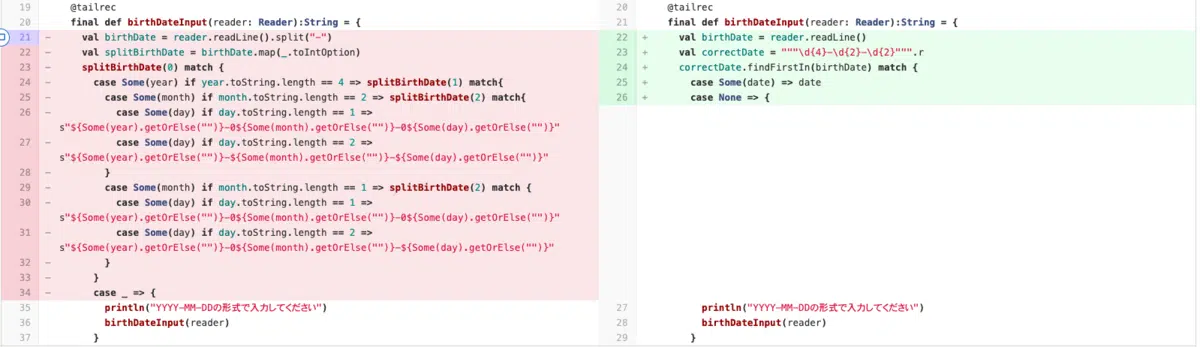 19 @tailrec
20 final def birthDateInput(reader: Reader):String = {
21 - val birthDate = reader.readLine().split("-")
22 - val splitBirthDate = birthDate.map(_.toIntOption)
23 - splitBirthDate(0) match {
24 - case Some(year) if year.toString.length == 4 => splitBirthDate(1) match{
25 - case Some(month) if month.toString.length == 2 => splitBirthDate(2) match{
26 - case Some(day) if day.toString.length == 1 =>
s"${Some(year).getOrElse("")}-0${Some(month).getOrElse("")}-0${Some(day).getOrElse("")}"
27 - case Some(day) if day.toString.length == 2 =>
s"${Some(year).getOrElse("")}-${Some(month).getOrElse("")}-${Some(day).getOrElse("")}"
28 - }
29 - case Some(month) if month.toString.length == 1 => splitBirthDate(2) match {
30 - case Some(day) if day.toString.length == 1 =>
s"${Some(year).getOrElse("")}-0${Some(month).getOrElse("")}-0${Some(day).getOrElse("")}"
31 - case Some(day) if day.toString.length == 2 =>
s"${Some(year).getOrElse("")}-0${Some(month).getOrElse("")}-${Some(day).getOrElse("")}"
32 - }
33 - }
34 - case _ => {
35 println("YYYY-MM-DDの形式で入力してください")
36 birthDateInput(reader)
37 }
20 @tailrec
21 final def birthDateInput(reader: Reader):String = {
22 + val birthDate = reader.readLine()
23 + val correctDate = """\d{4}-\d{2}-\d{2}""".r
24 + correctDate.findFirstIn(birthDate) match {
25 + case Some(date) => date
26 + case None => {
27 println("YYYY-MM-DDの形式で入力してください")
28 birthDateInput(reader)
29 }